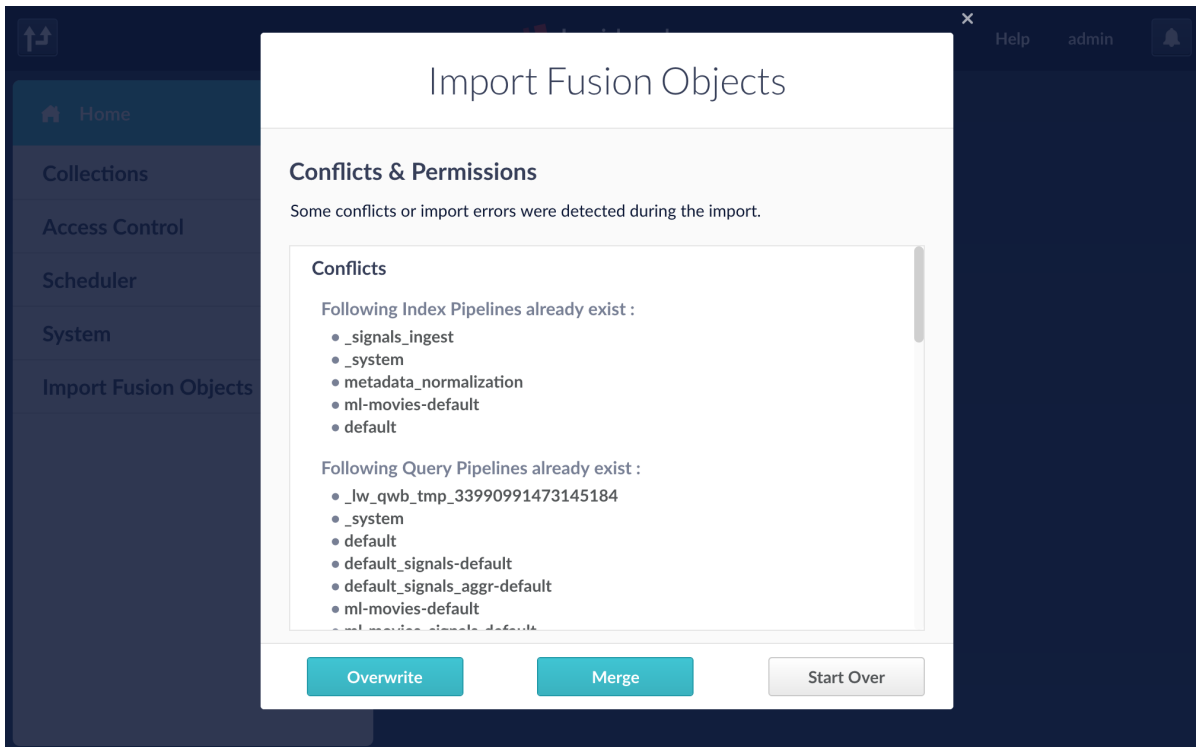 Help
admin
Home
Collections
Access Control
Scheduler
System
Import Fusion Objects
Import Fusion Objects
Conflicts & Permissions
Some conflicts or import errors were detected during the import.
Conflicts
Following Index Pipelines already exist :
_signals_ingest
_system
metadata_normalization
ml-movies-default
default
Following Query Pipelines already exist :
_lw_qwb_tmp_33990991473145184
_system
default
default_signals-default
default_signals_aggr-default
ml-movies-default
Overwrite
Merge
Start Over